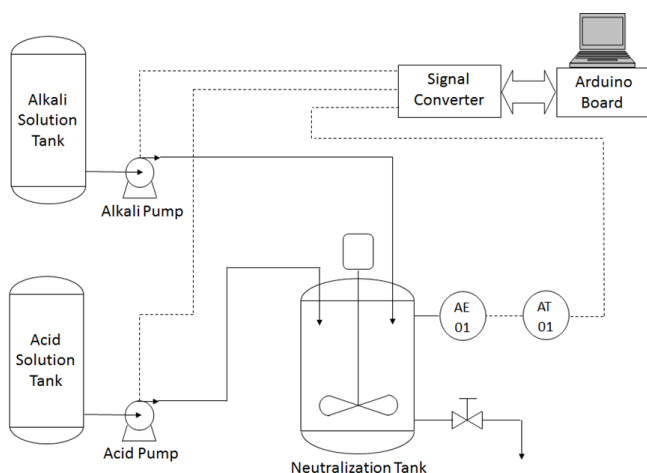 Alkali
Solution
Tank
Alkali Pump
Signal
Converter
Arduino
Board
Acid
Solution
Tank
Acid Pump
AE
01
AT
01
Neutralization Tank